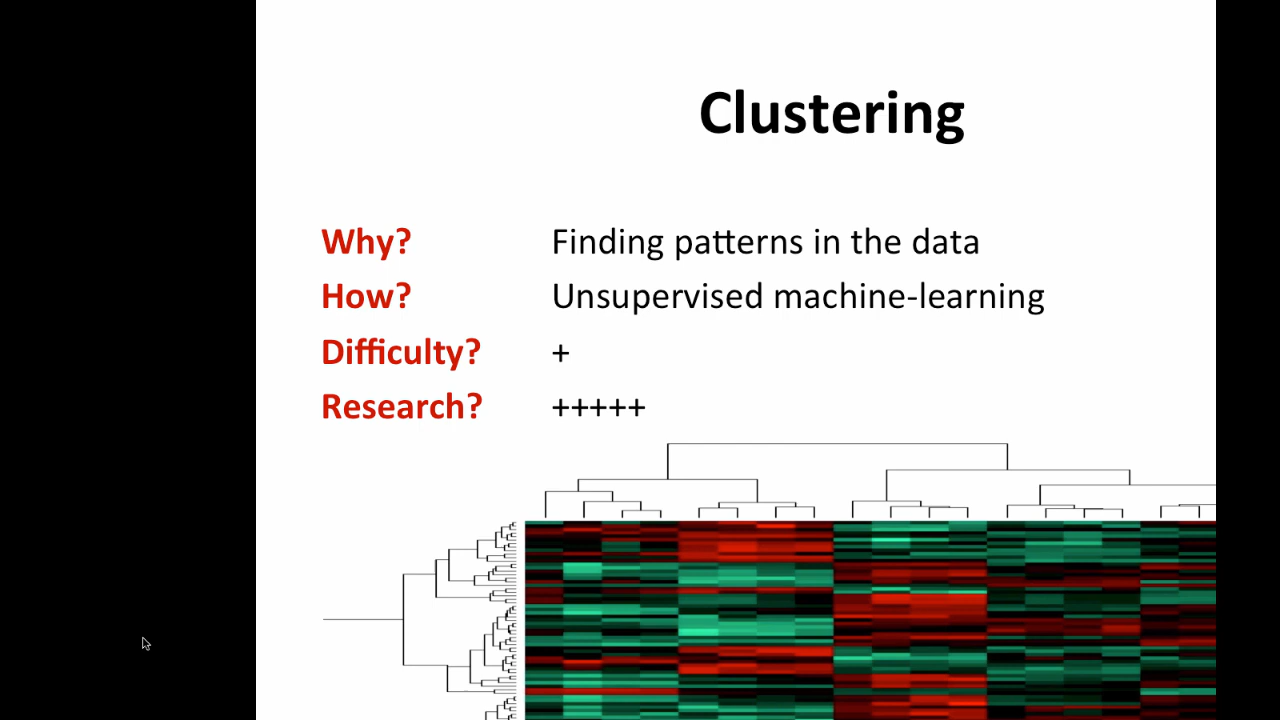 Clustering
Why? Finding patterns in the data
How? Unsupervised machine-learning
Difficulty? +
Research? +++++